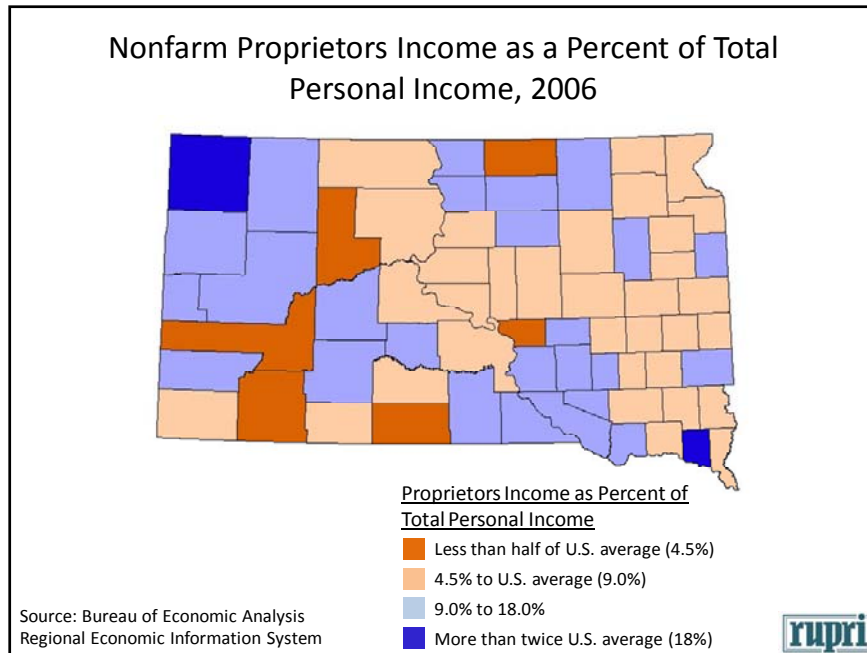 Nonfarm Proprietors Income as a Percent of Total
Personal Income, 2006
Proprietors Income as Percent of
Total Personal Income
Less than half of U.S. average (4.5%)
4.5% to U.S. average (9.0%)
9.0% to 18.0%
More than twice U.S. average (18%)
Source: Bureau of Economic Analysis
Regional Economic Information System
rupri